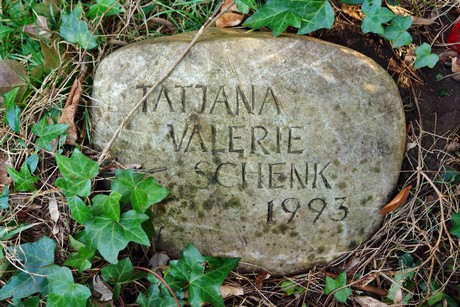 TATJANA
VALERIE
SCHENK
1993